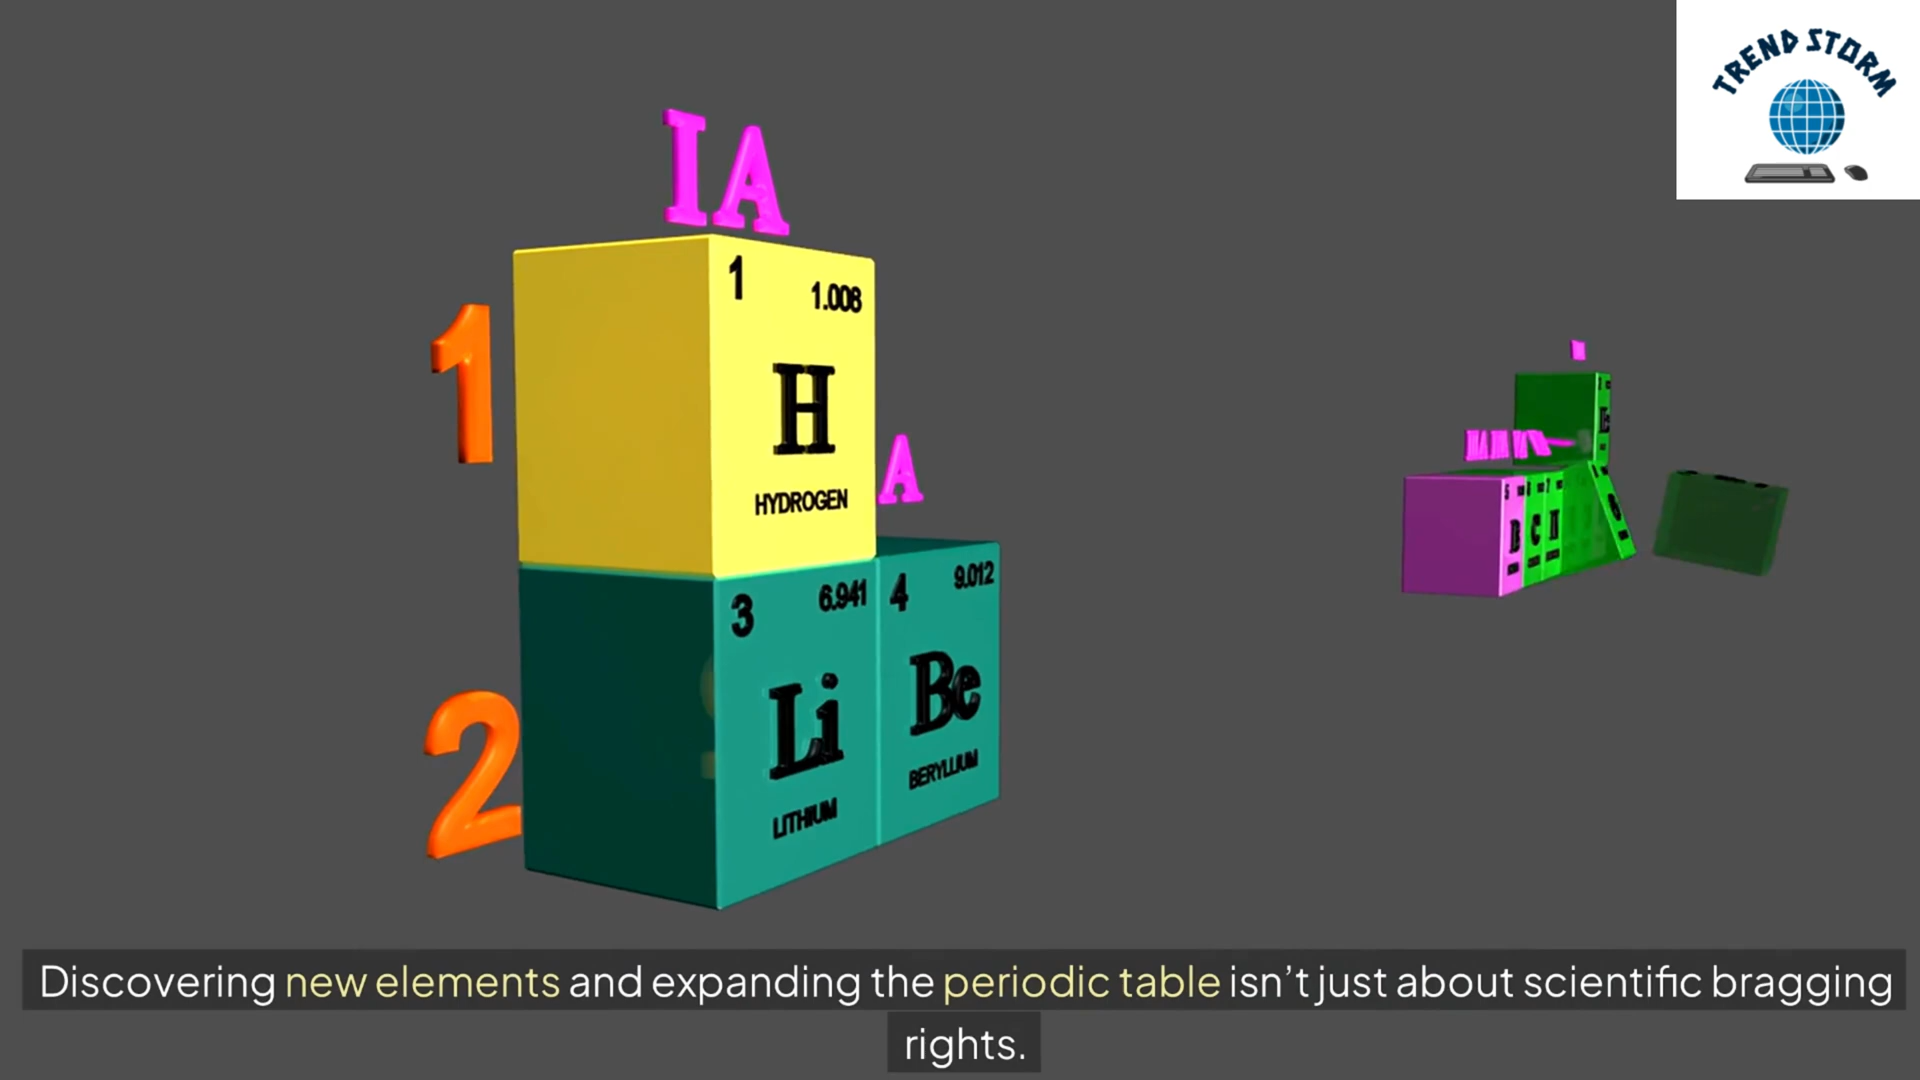 TREND STORM
IA
1
1 1.008
H
HYDROGEN
A
2
3 6.941
Li
LITHIUM
4 9.012
Be
BERYLLIUM
B C
Discovering new elements and expanding the periodic table isn't just about scientific bragging
rights.